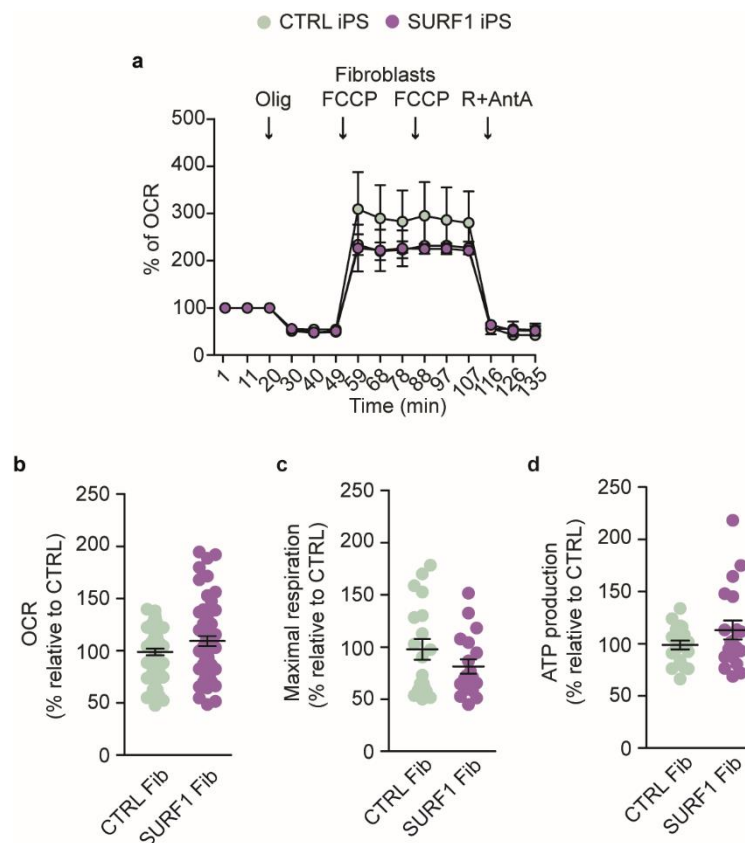 CTRL iPS SURF1 iPS
a
Fibroblasts
Olig FCCP FCCP R+AntA
% of OCR
500
400
300
200
100
0
1 11 20 30 40 49 59 68 78 88 97 107 116 126 135
Time (min)
b
OCR
(% relative to CTRL)
250
200
150
100
50
0
CTRL Fib SURF1 Fib
c
Maximal respiration
(% relative to CTRL)
250
200
150
100
50
0
CTRL Fib SURF1 Fib
d
ATP production
(% relative to CTRL)
250
200
150
100
50
0
CTRL Fib SURF1 Fib